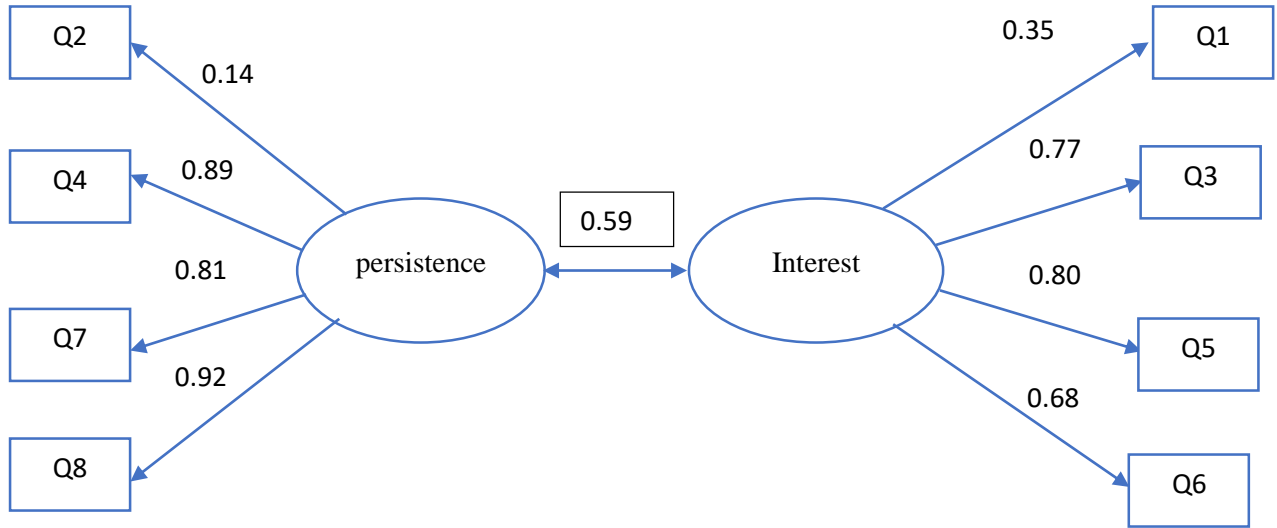 Q2
0.14
Q4
0.89
Q7
0.81
Q8
0.92
persistence
0.59
Interest
0.35
Q1
0.77
Q3
0.80
Q5
0.68
Q6